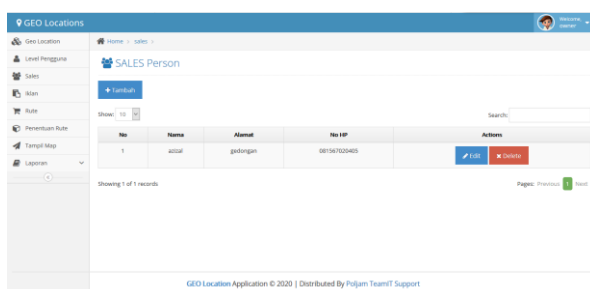 GEO Locations
Welcome, owner
Geo Location
Home > sales >
Level Pengguna
SALES Person
Sales
Iklan
+ Tambah
Rute
Show: 10
Search:
Penentuan Rute
No Nama Alamat No HP Actions
Tampil Map
1 azizal gedongan 081567020465 Edit Delete
Laporan
Showing 1 of 1 records
Pages: Previous 1 Next
GEO Location Application © 2020 | Distributed By Poljam TeamIT Support